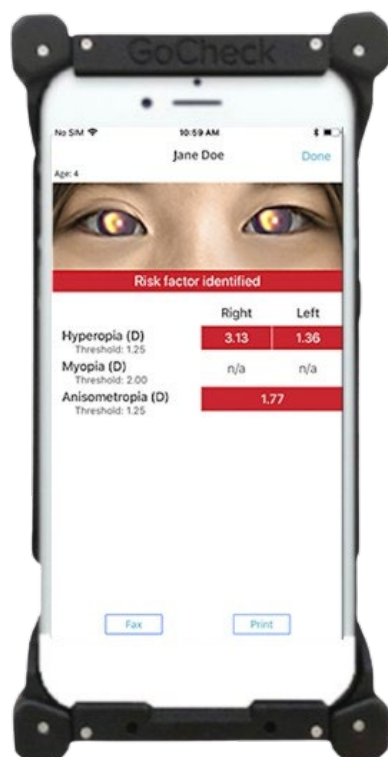 GoCheck
No SIM 10:59 AM
Jane Doe Done
Age: 4
Risk factor identified
Right Left
Hyperopia (D) 3.13 1.36
Threshold: 1.25
Myopia (D) n/a n/a
Threshold: 2.00
Anisometropia (D) 1.77
Threshold: 1.25
Fax Print